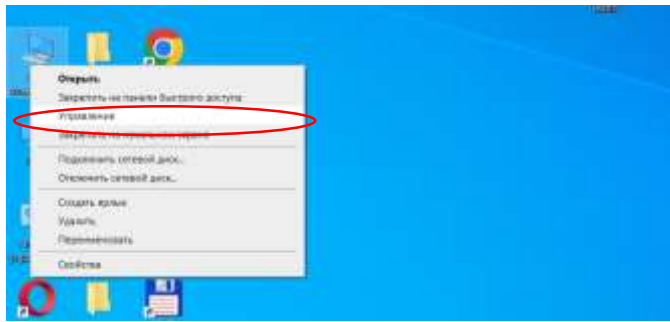 Открыть
Закрепить на панели быстрого доступа
Управление
Закрепить на начальном экране
Подключить сетевой диск...
Отключить сетевой диск...
Создать ярлык
Удалить
Переименовать
Свойства